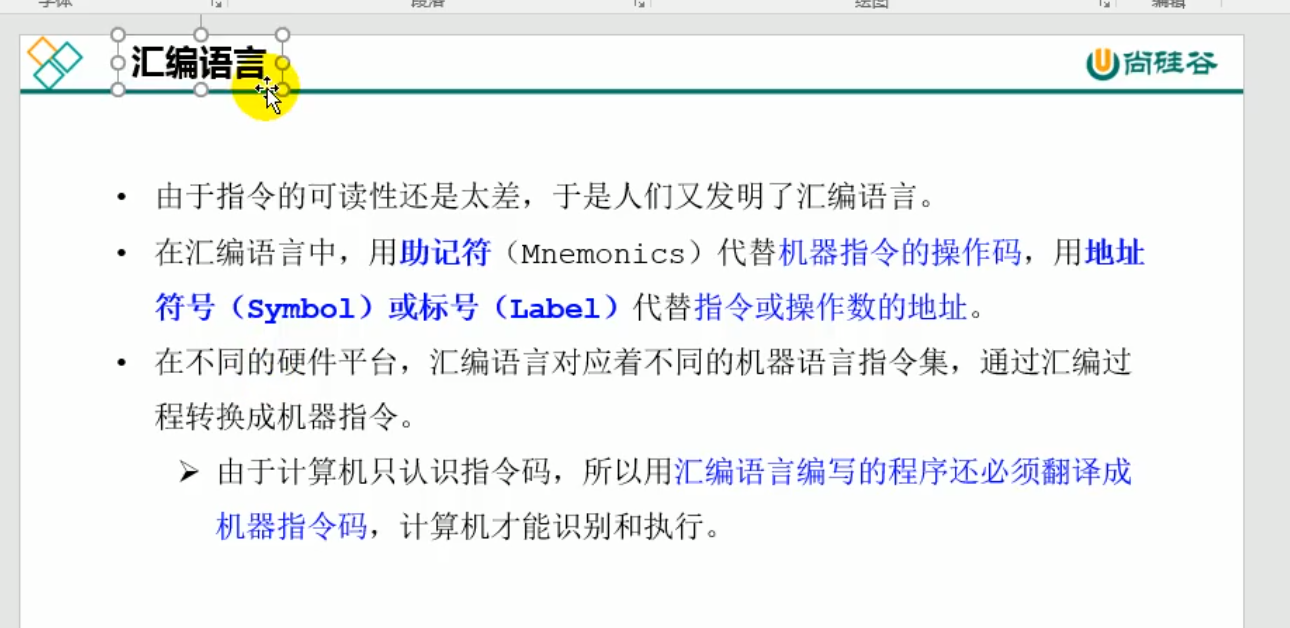 字体 段落 绘图 编辑
汇编语言
尚硅谷
• 由于指令的可读性还是太差，于是人们又发明了汇编语言。
• 在汇编语言中，用助记符（Mnemonics）代替机器指令的操作码，用地址
符号（Symbol）或标号（Label）代替指令或操作数的地址。
• 在不同的硬件平台，汇编语言对应着不同的机器语言指令集，通过汇编过
程转换成机器指令。
➢ 由于计算机只认识指令码，所以用汇编语言编写的程序还必须翻译成
机器指令码，计算机才能识别和执行。